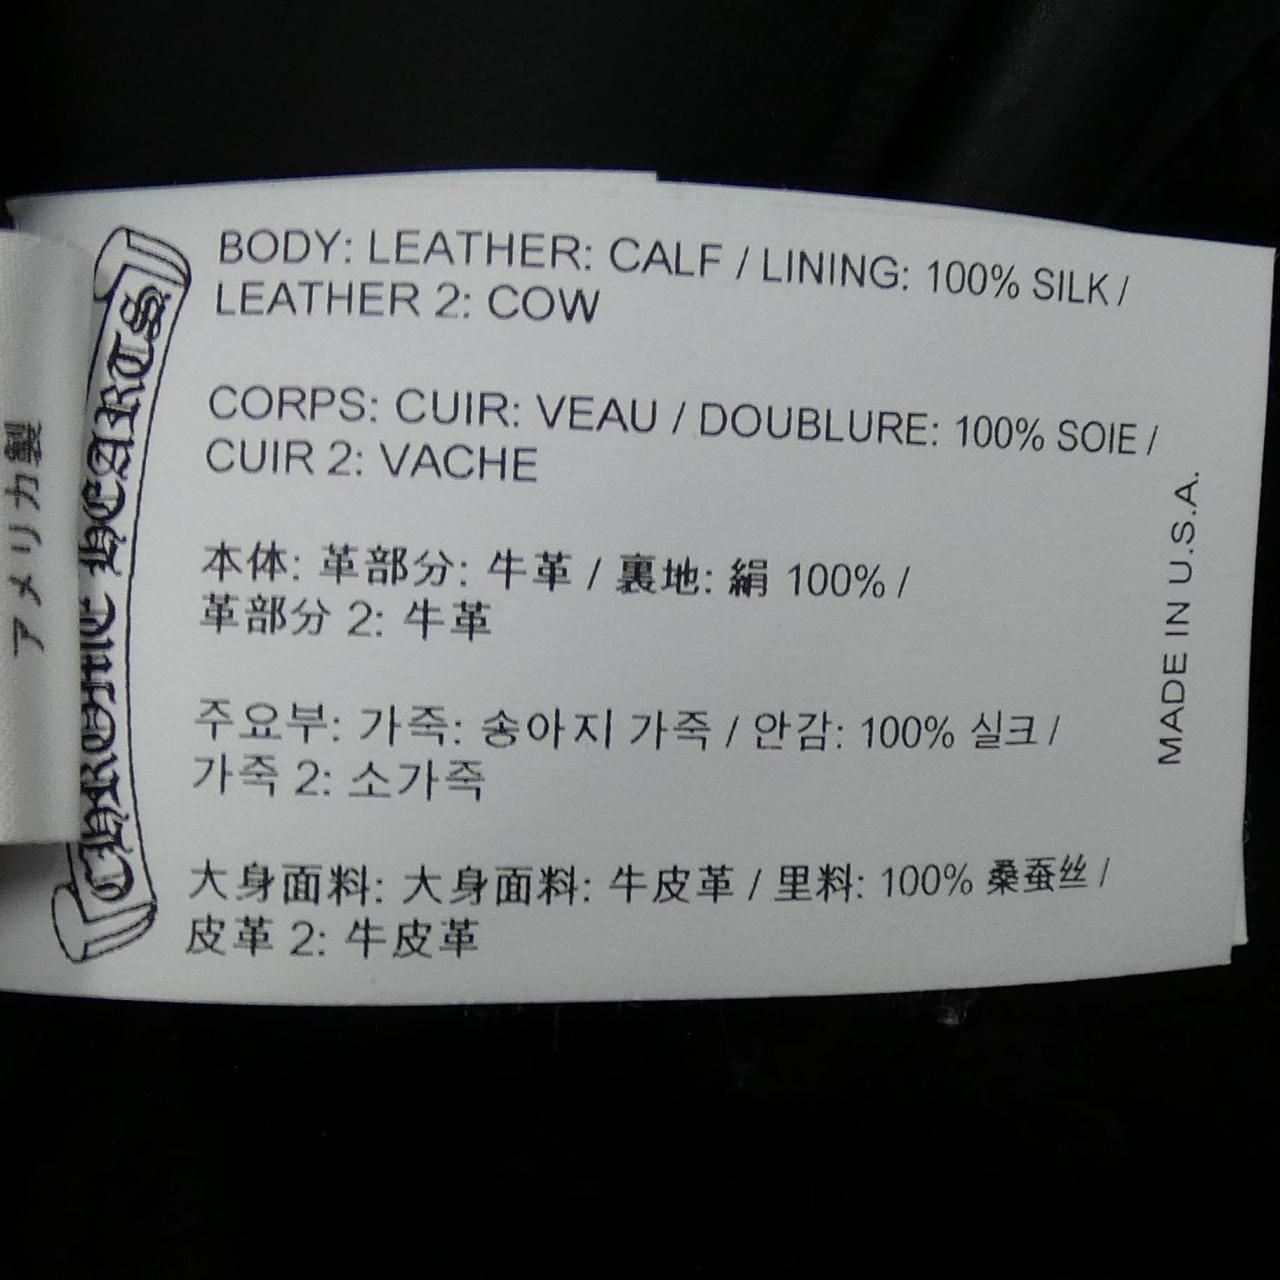 アメリカ製
CHROME HEARTS
BODY: LEATHER: CALF / LINING: 100% SILK /
LEATHER 2: COW
CORPS: CUIR: VEAU / DOUBLURE: 100% SOIE /
CUIR 2: VACHE
本体: 革部分: 牛革 / 裏地: 絹 100% /
革部分 2: 牛革
주요부: 가죽: 송아지 가죽 / 안감: 100% 실크 /
가죽 2: 소가죽
大身面料: 大身面料: 牛皮革 / 里料: 100% 桑蚕丝 /
皮革 2: 牛皮革
MADE IN U.S.A.